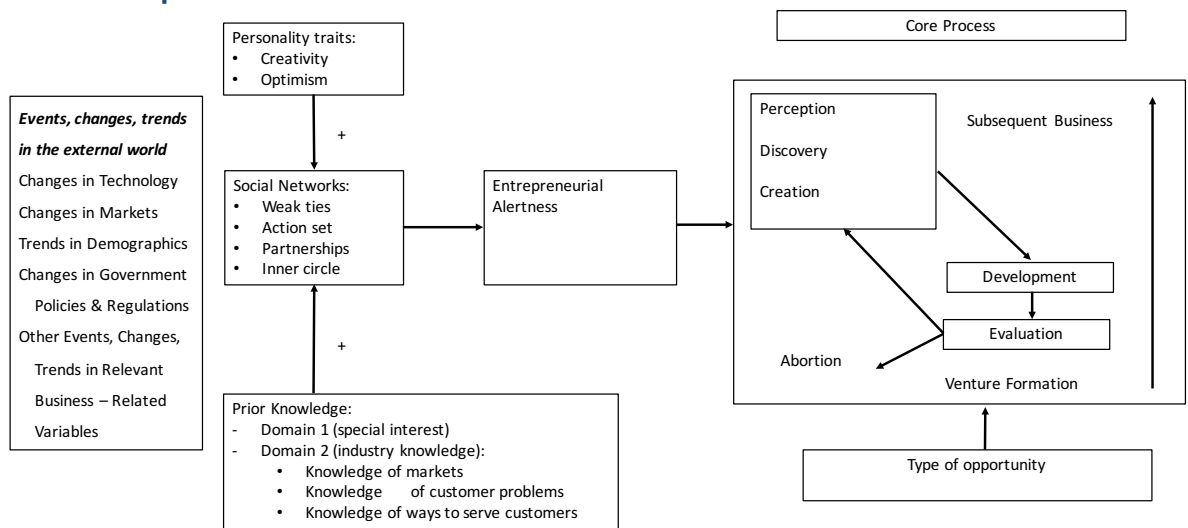 Personality traits:
• Creativity
• Optimism
Core Process
Events, changes, trends
in the external world
Changes in Technology
Changes in Markets
Trends in Demographics
Changes in Government
Policies & Regulations
Other Events, Changes,
Trends in Relevant
Business – Related
Variables
+
Social Networks:
• Weak ties
• Action set
• Partnerships
• Inner circle
+
Prior Knowledge:
- Domain 1 (special interest)
- Domain 2 (industry knowledge):
• Knowledge of markets
• Knowledge of customer problems
• Knowledge of ways to serve customers
Entrepreneurial
Alertness
Perception
Discovery
Creation
Subsequent Business
Development
Evaluation
Abortion
Venture Formation
Type of opportunity